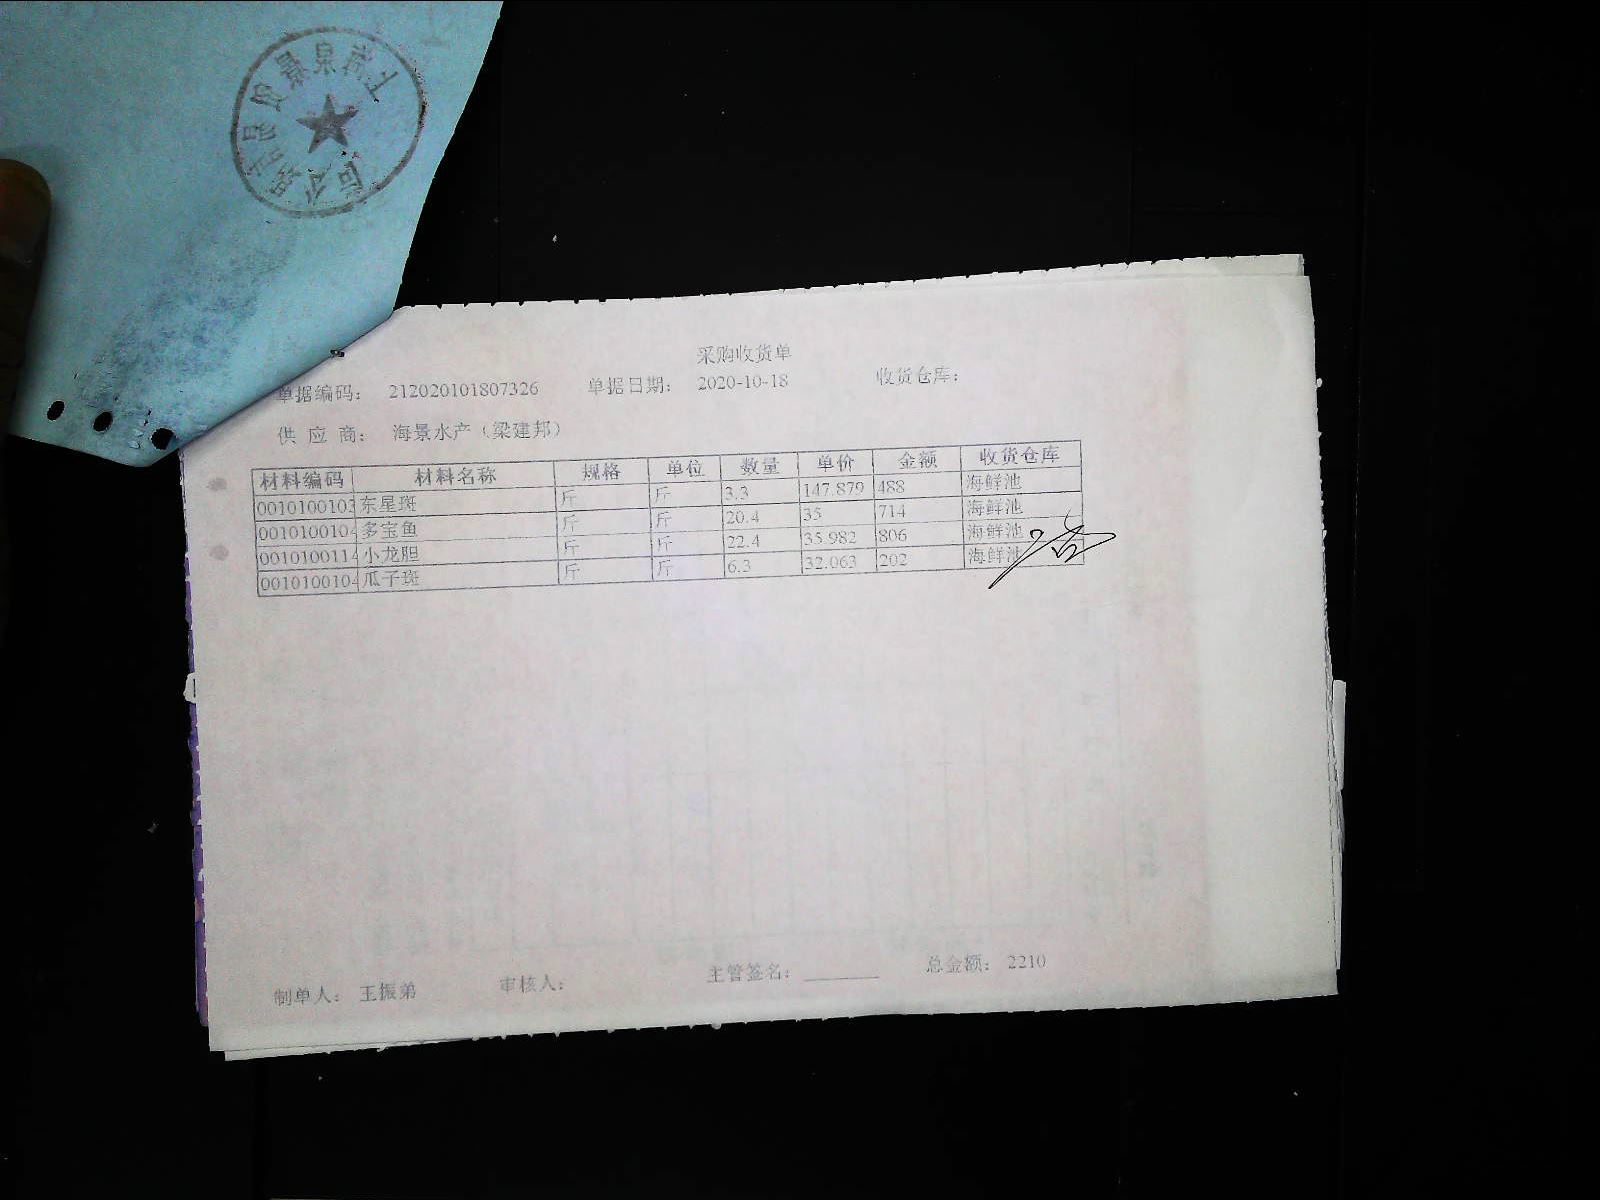 采购收货单
单据编码： 212020101807326 单据日期： 2020-10-18 收货仓库：
供 应 商： 海景水产（梁建邦）
材料编码 材料名称 规格 单位 数量 单价 金额 收货仓库
0010100103 东星斑 斤 斤 3.3 147.879 488 海鲜池
001010010 多宝鱼 斤 斤 20.4 35 714 海鲜池
0010100114 小龙胆 斤 斤 22.4 35.982 806 海鲜池
001010010 瓜子斑 斤 斤 6.3 32.063 202 海鲜池
制单人： 王振弟 审核人： 主管签名： 总金额： 2210